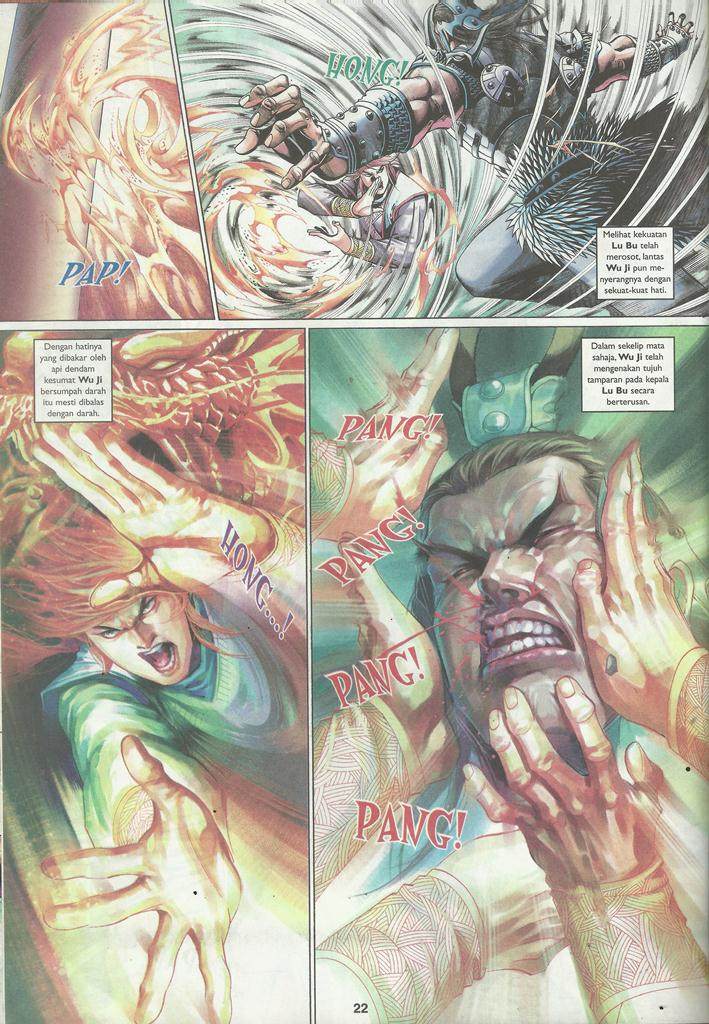 PAP!
HONG!
Melihat kekuatan
Lu Bu telah
merosot, lantas
Wu Ji pun me-
nyerangnya dengan
sekuat-kuat hati.
Dengan hatinya
yang dibakar oleh
api dendam
kesumat Wu Ji
bersumpah darah
itu mesti dibalas
dengan darah.
HONG...!
Dalam sekelip mata
sahaja, Wu Ji telah
mengenakan tujuh
tamparan pada kepala
Lu Bu secara
berterusan.
PANG!
PANG!
PANG!
PANG!
22